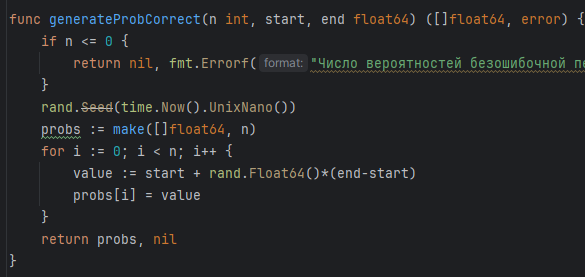 func generateProbCorrect(n int, start, end float64) ([]float64, error) {
if n <= 0 {
return nil, fmt.Errorf( format: "Число вероятностей безошибочной
}
rand.Seed(time.Now().UnixNano())
probs := make([]float64, n)
for i := 0; i < n; i++ {
value := start + rand.Float64()*(end-start)
probs[i] = value
}
return probs, nil
}